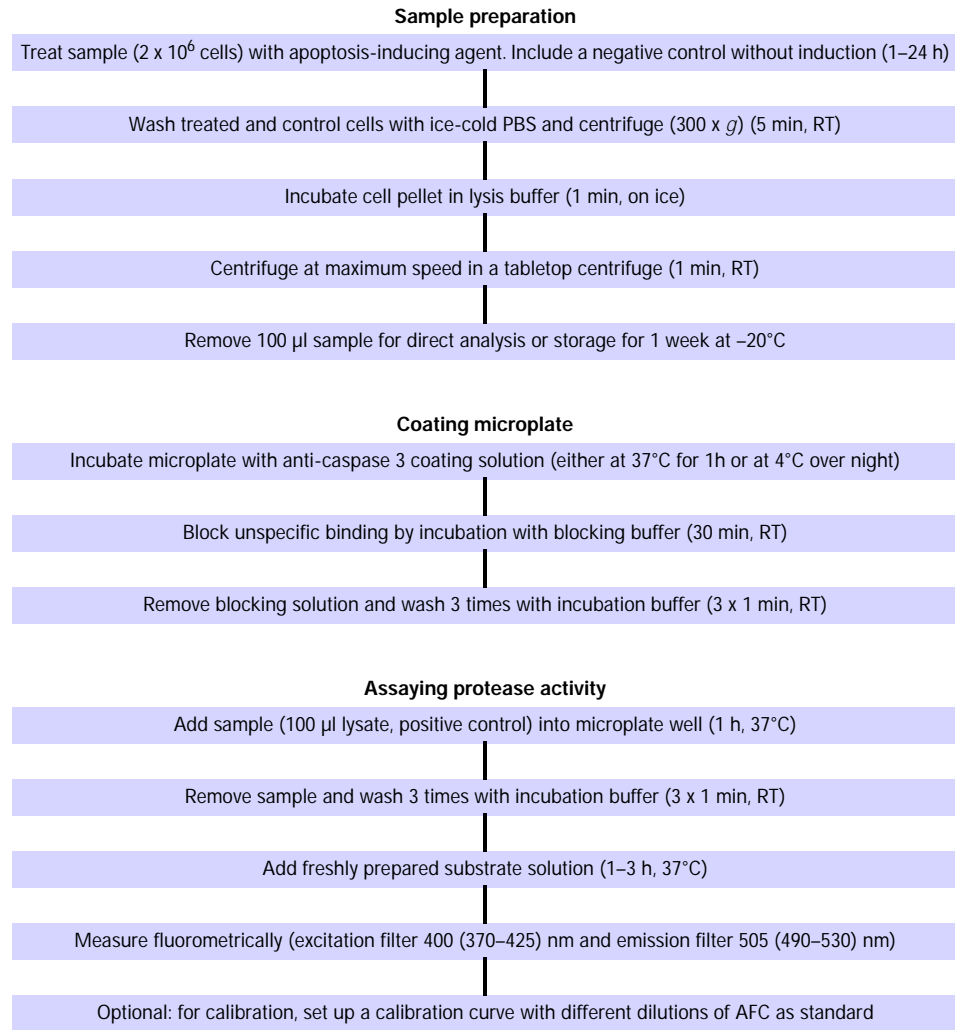 Sample preparation
Treat sample (2 x 10⁶ cells) with apoptosis-inducing agent. Include a negative control without induction (1–24 h)
Wash treated and control cells with ice-cold PBS and centrifuge (300 x g) (5 min, RT)
Incubate cell pellet in lysis buffer (1 min, on ice)
Centrifuge at maximum speed in a tabletop centrifuge (1 min, RT)
Remove 100 µl sample for direct analysis or storage for 1 week at –20°C
Coating microplate
Incubate microplate with anti-caspase 3 coating solution (either at 37°C for 1h or at 4°C over night)
Block unspecific binding by incubation with blocking buffer (30 min, RT)
Remove blocking solution and wash 3 times with incubation buffer (3 x 1 min, RT)
Assaying protease activity
Add sample (100 µl lysate, positive control) into microplate well (1 h, 37°C)
Remove sample and wash 3 times with incubation buffer (3 x 1 min, RT)
Add freshly prepared substrate solution (1–3 h, 37°C)
Measure fluorometrically (excitation filter 400 (370–425) nm and emission filter 505 (490–530) nm)
Optional: for calibration, set up a calibration curve with different dilutions of AFC as standard